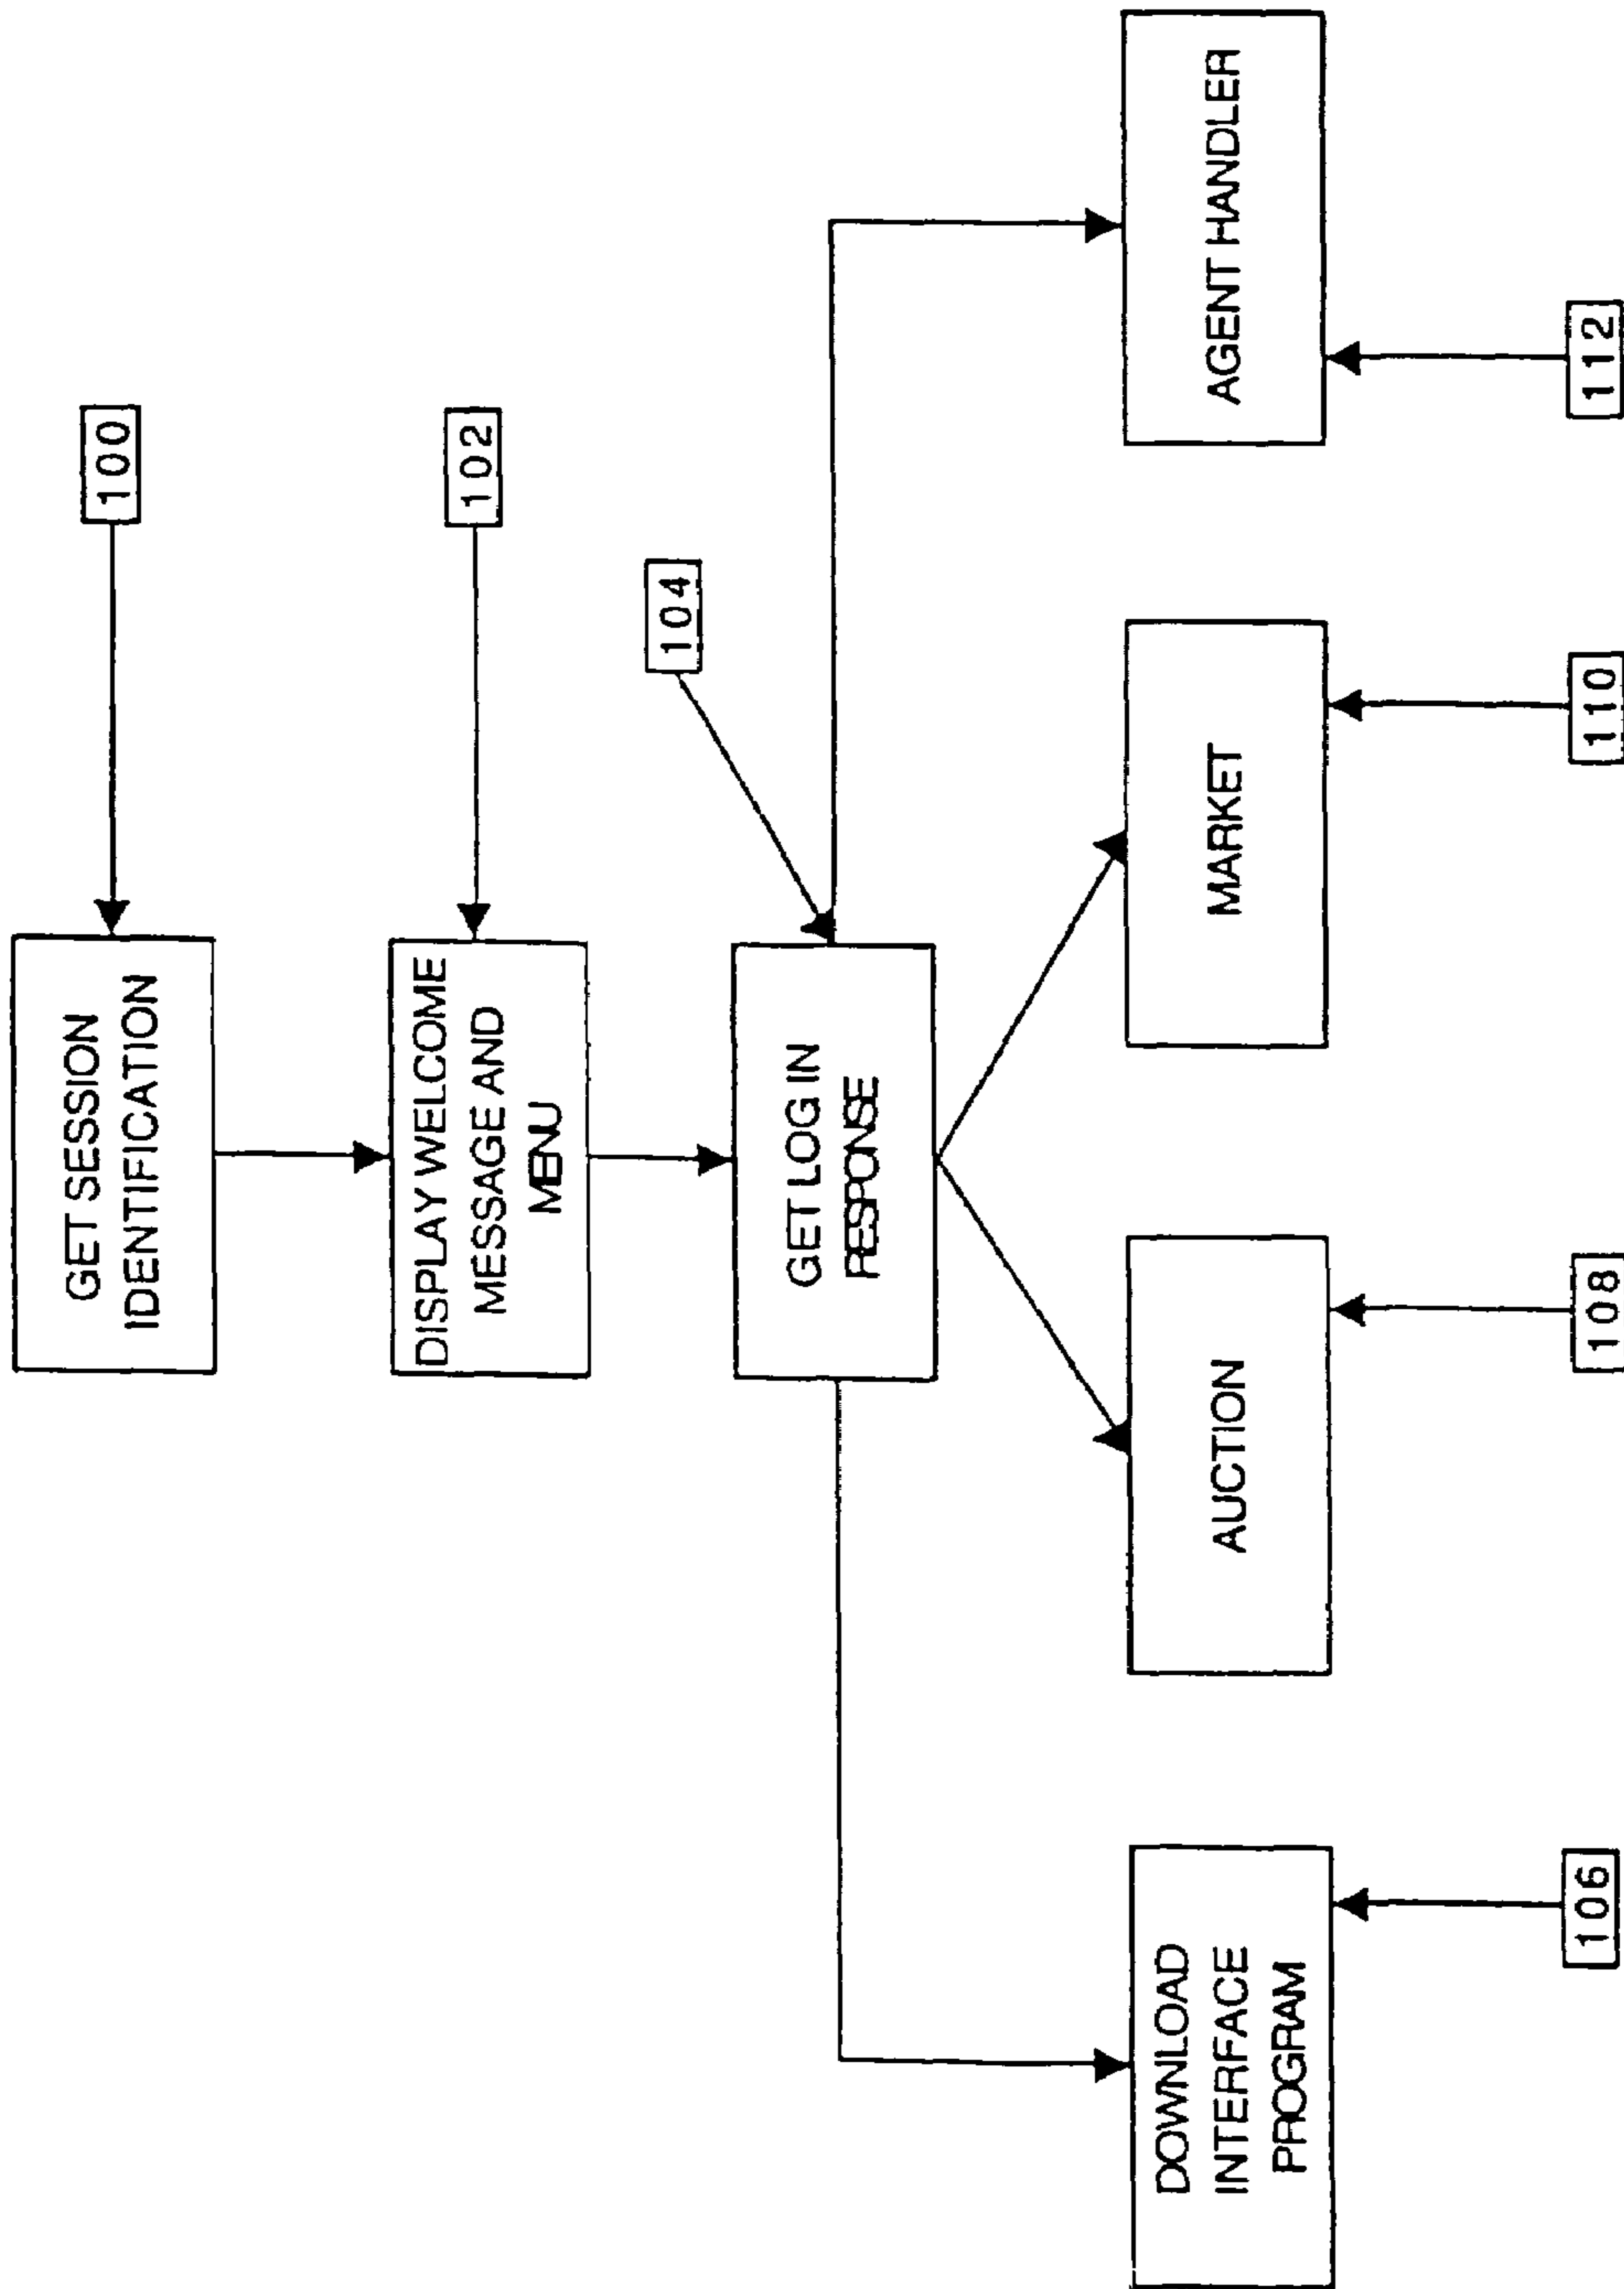 GET SESSION
IDENTIFICATION
100
DISPLAY WELCOME
MESSAGE AND
MENU
102
GET LOG IN
RESPONSE
104
DOWNLOAD
INTERFACE
PROGRAM
AUCTION
MARKET
AGENT HANDLER
106
108
110
112